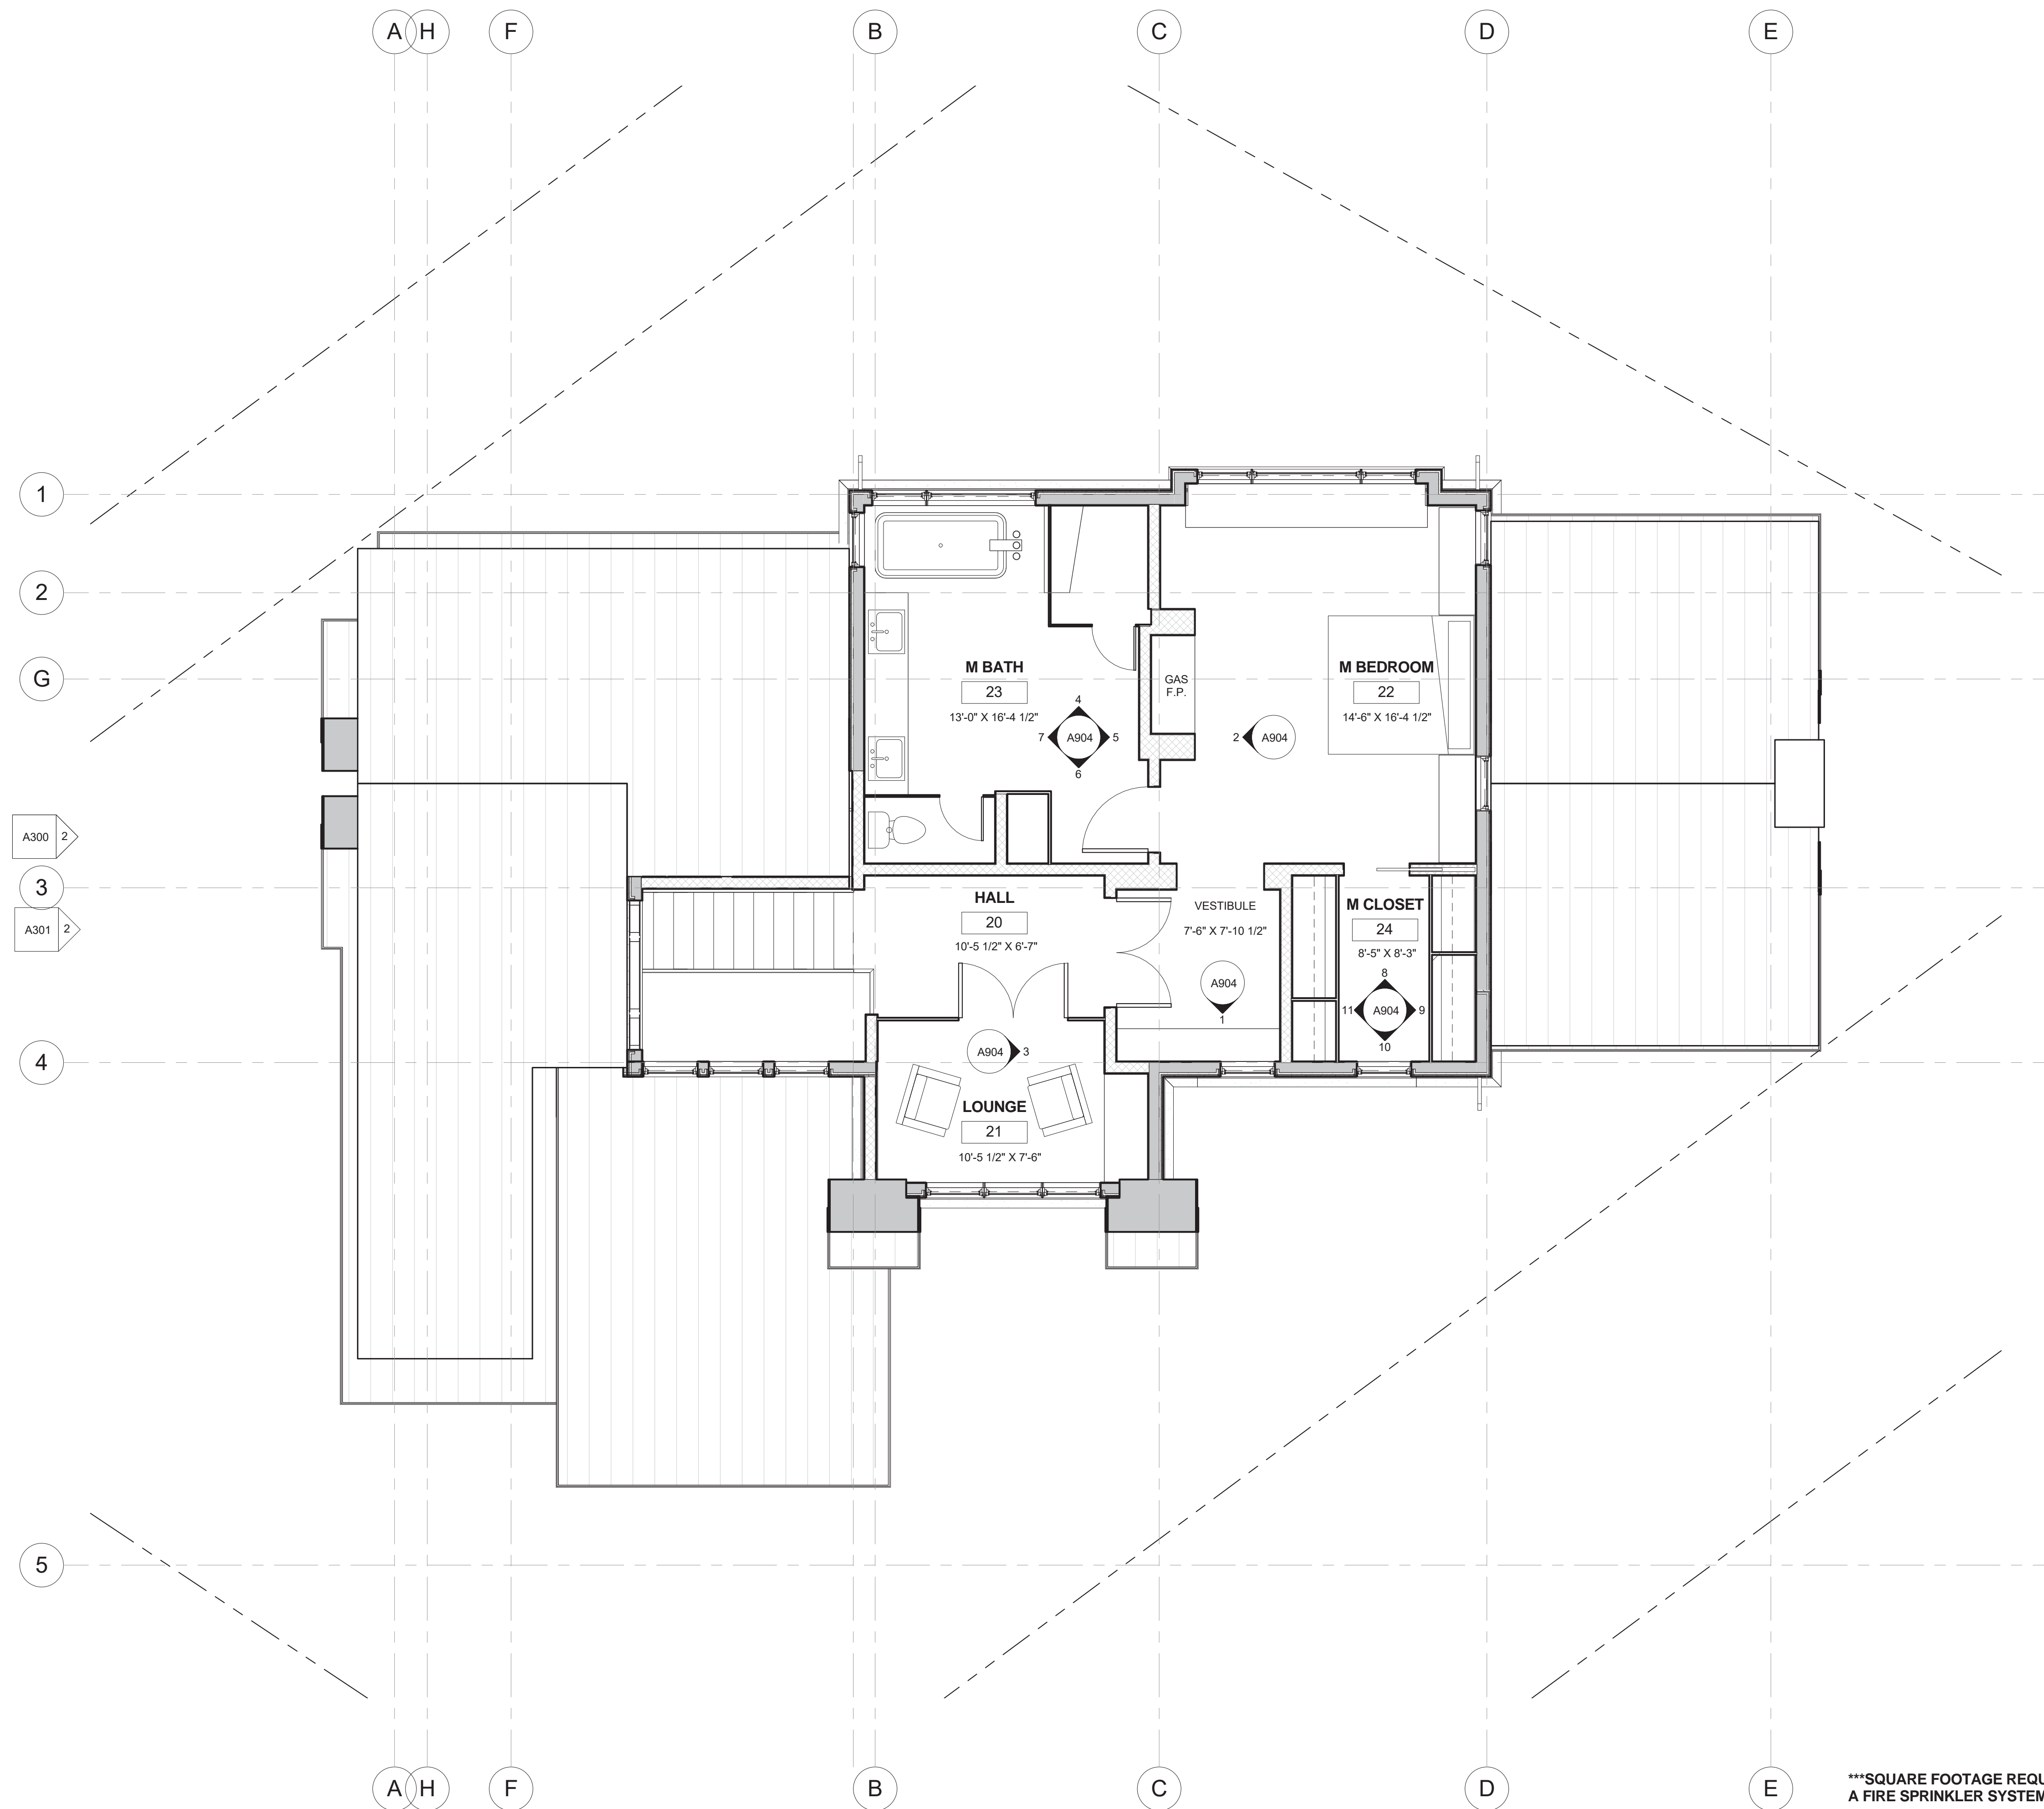 A H F B C D E
1
2
G
M BATH
23
13'-0" X 16'-4 1/2"
GAS
F.P.
M BEDROOM
22
14'-6" X 16'-4 1/2"
4
7 A904 5
6
2 A904
A300 2
3
A301 2
HALL
20
10'-5 1/2" X 6'-7"
VESTIBULE
7'-6" X 7'-10 1/2"
A904
1
M CLOSET
24
8'-5" X 8'-3"
8
11 A904 9
10
4
A904 3
LOUNGE
21
10'-5 1/2" X 7'-6"
5
A H F B C D E
***SQUARE FOOTAGE REQU
A FIRE SPRINKLER SYSTEM